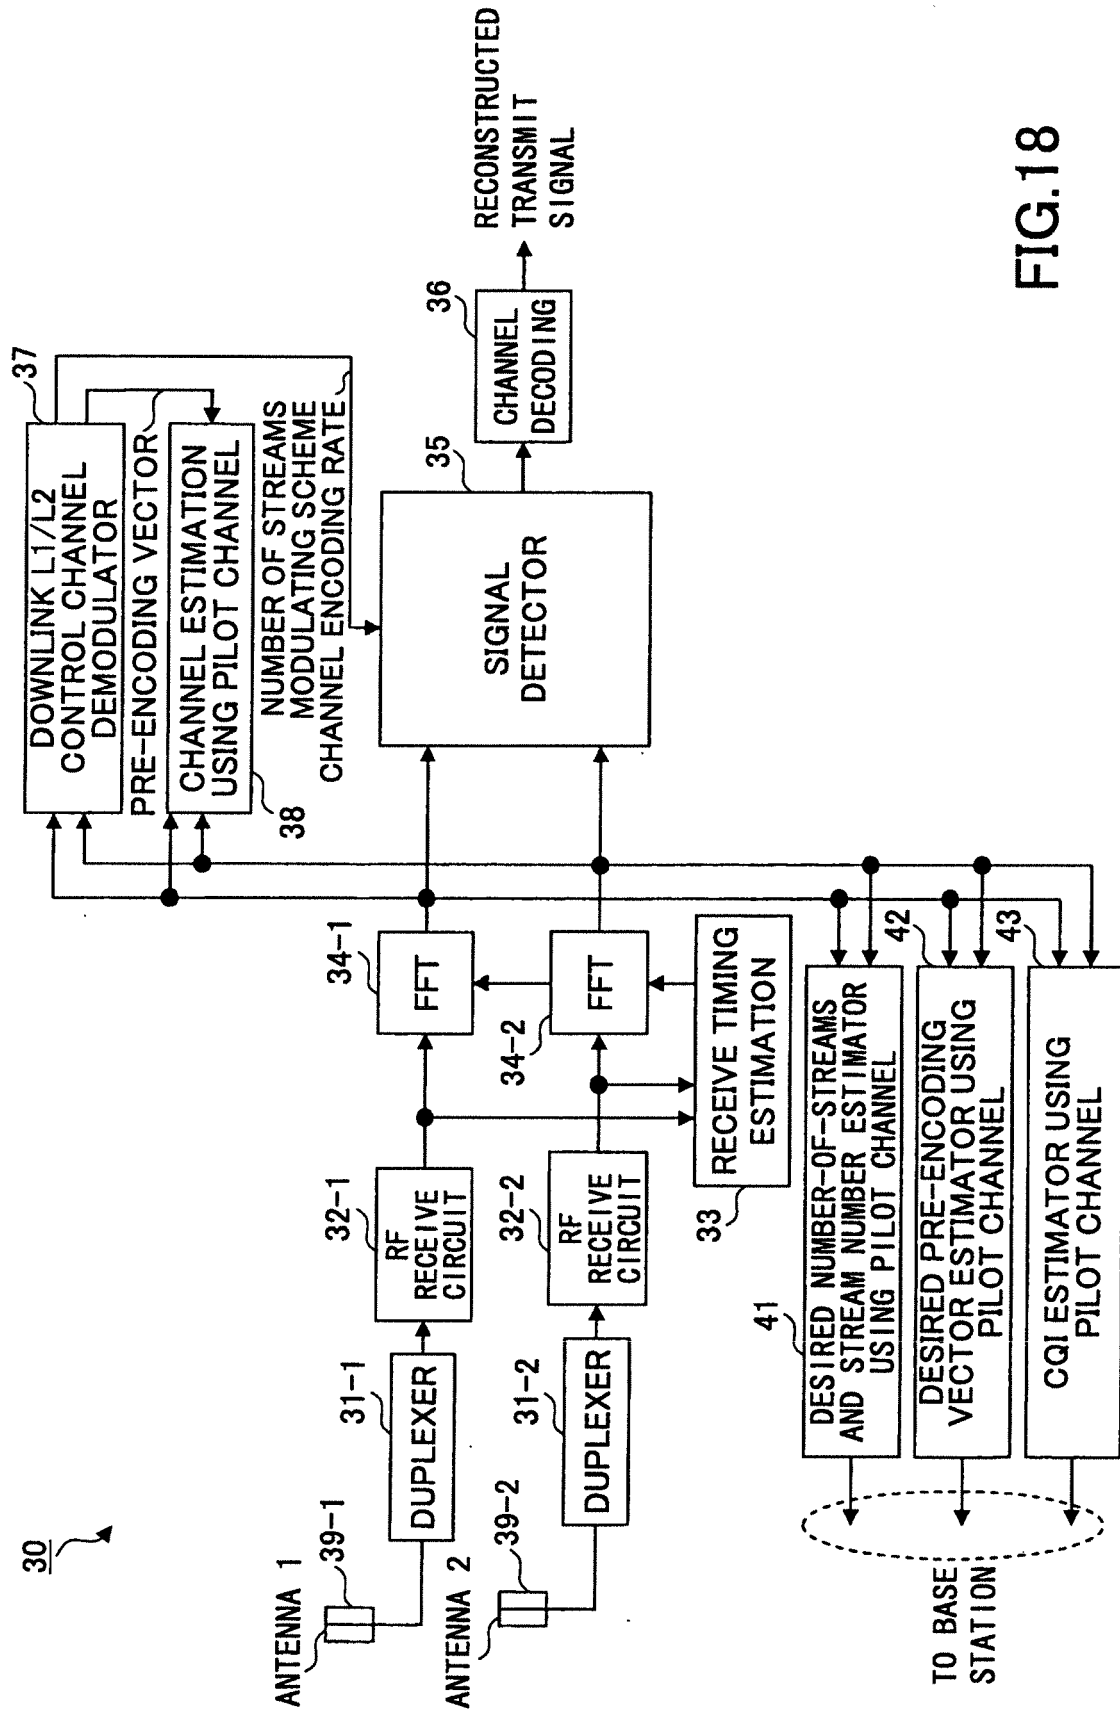 30
ANTENNA 1
39-1
DUPLEXER
31-1
RF
RECEIVE
CIRCUIT
32-1
FFT
34-1
ANTENNA 2
39-2
DUPLEXER
31-2
RF
RECEIVE
CIRCUIT
32-2
FFT
34-2
RECEIVE TIMING
ESTIMATION
33
DOWNLINK L1/L2
CONTROL CHANNEL
DEMODULATOR
37
PRE-ENCODING VECTOR
CHANNEL ESTIMATION
USING PILOT CHANNEL
38
NUMBER OF STREAMS
MODULATING SCHEME
CHANNEL ENCODING RATE
SIGNAL
DETECTOR
35
CHANNEL
DECODING
36
RECONSTRUCTED
TRANSMIT
SIGNAL
41
DESIRED NUMBER-OF-STREAMS
AND STREAM NUMBER ESTIMATOR
USING PILOT CHANNEL
42
DESIRED PRE-ENCODING
VECTOR ESTIMATOR USING
PILOT CHANNEL
43
CQI ESTIMATOR USING
PILOT CHANNEL
TO BASE
STATION
FIG.18